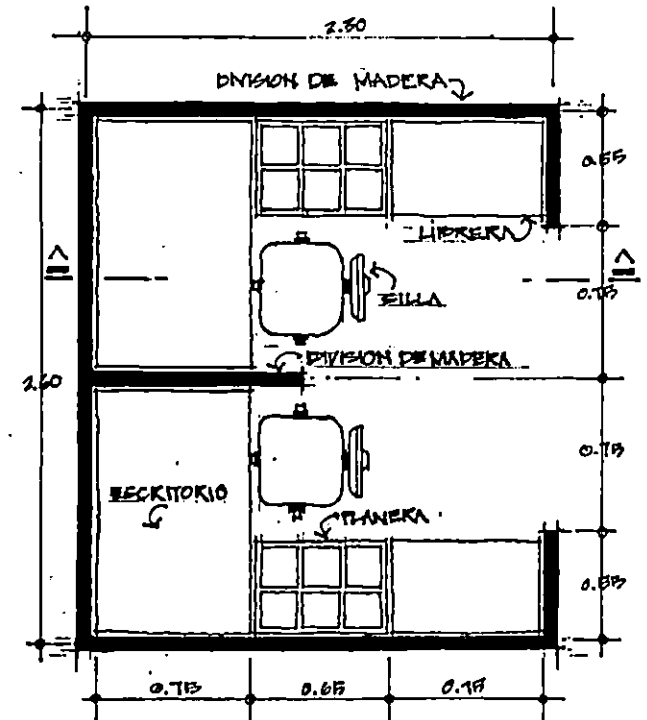 2.30
DIVISION DE MADERA
0.55
LIBRERA
A
A
0.75
SILLA
DIVISION DE MADERA
2.60
0.75
ESCRITORIO
PLANERA
0.55
0.75
0.65
0.75